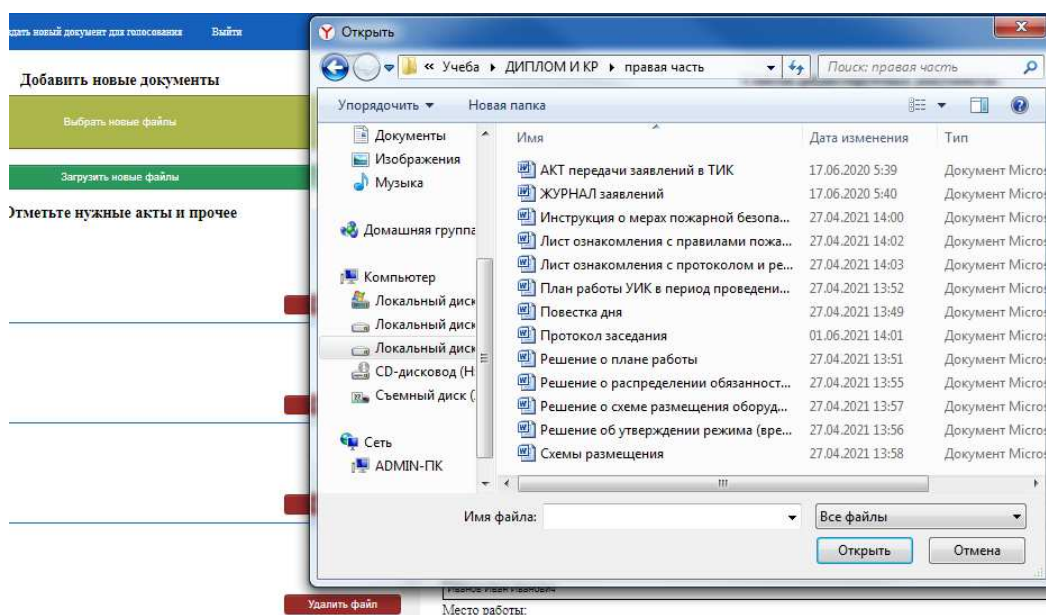 дать новый документ для голосования Выйти
Добавить новые документы
Выбрать новые файлы
Загрузить новые файлы
Отметьте нужные акты и прочее
Удалить файл
Открыть
« Учеба ▸ ДИПЛОМ И КР ▸ правая часть
Поиск: правая часть
Упорядочить Новая папка
Документы
Изображения
Музыка
Домашняя группа
Компьютер
Локальный диск
Локальный диск
Локальный диск
CD-дисковод (H:
Съемный диск (
Сеть
ADMIN-ПК
Имя Дата изменения Тип
АКТ передачи заявлений в ТИК 17.06.2020 5:39 Документ Micros
ЖУРНАЛ заявлений 17.06.2020 5:40 Документ Micros
Инструкция о мерах пожарной безопа... 27.04.2021 14:00 Документ Micros
Лист ознакомления с правилами пожа... 27.04.2021 14:02 Документ Micros
Лист ознакомления с протоколом и ре... 27.04.2021 14:03 Документ Micros
План работы УИК в период проведени... 27.04.2021 13:52 Документ Micros
Повестка дня 27.04.2021 13:49 Документ Micros
Протокол заседания 01.06.2021 14:01 Документ Micros
Решение о плане работы 27.04.2021 13:51 Документ Micros
Решение о распределении обязанност... 27.04.2021 13:55 Документ Micros
Решение о схеме размещения оборуд... 27.04.2021 13:57 Документ Micros
Решение об утверждении режима (вре... 27.04.2021 13:56 Документ Micros
Схемы размещения 27.04.2021 13:58 Документ Micros
Имя файла: Все файлы
Открыть Отмена
Иванов Иван Иванович
Место работы: